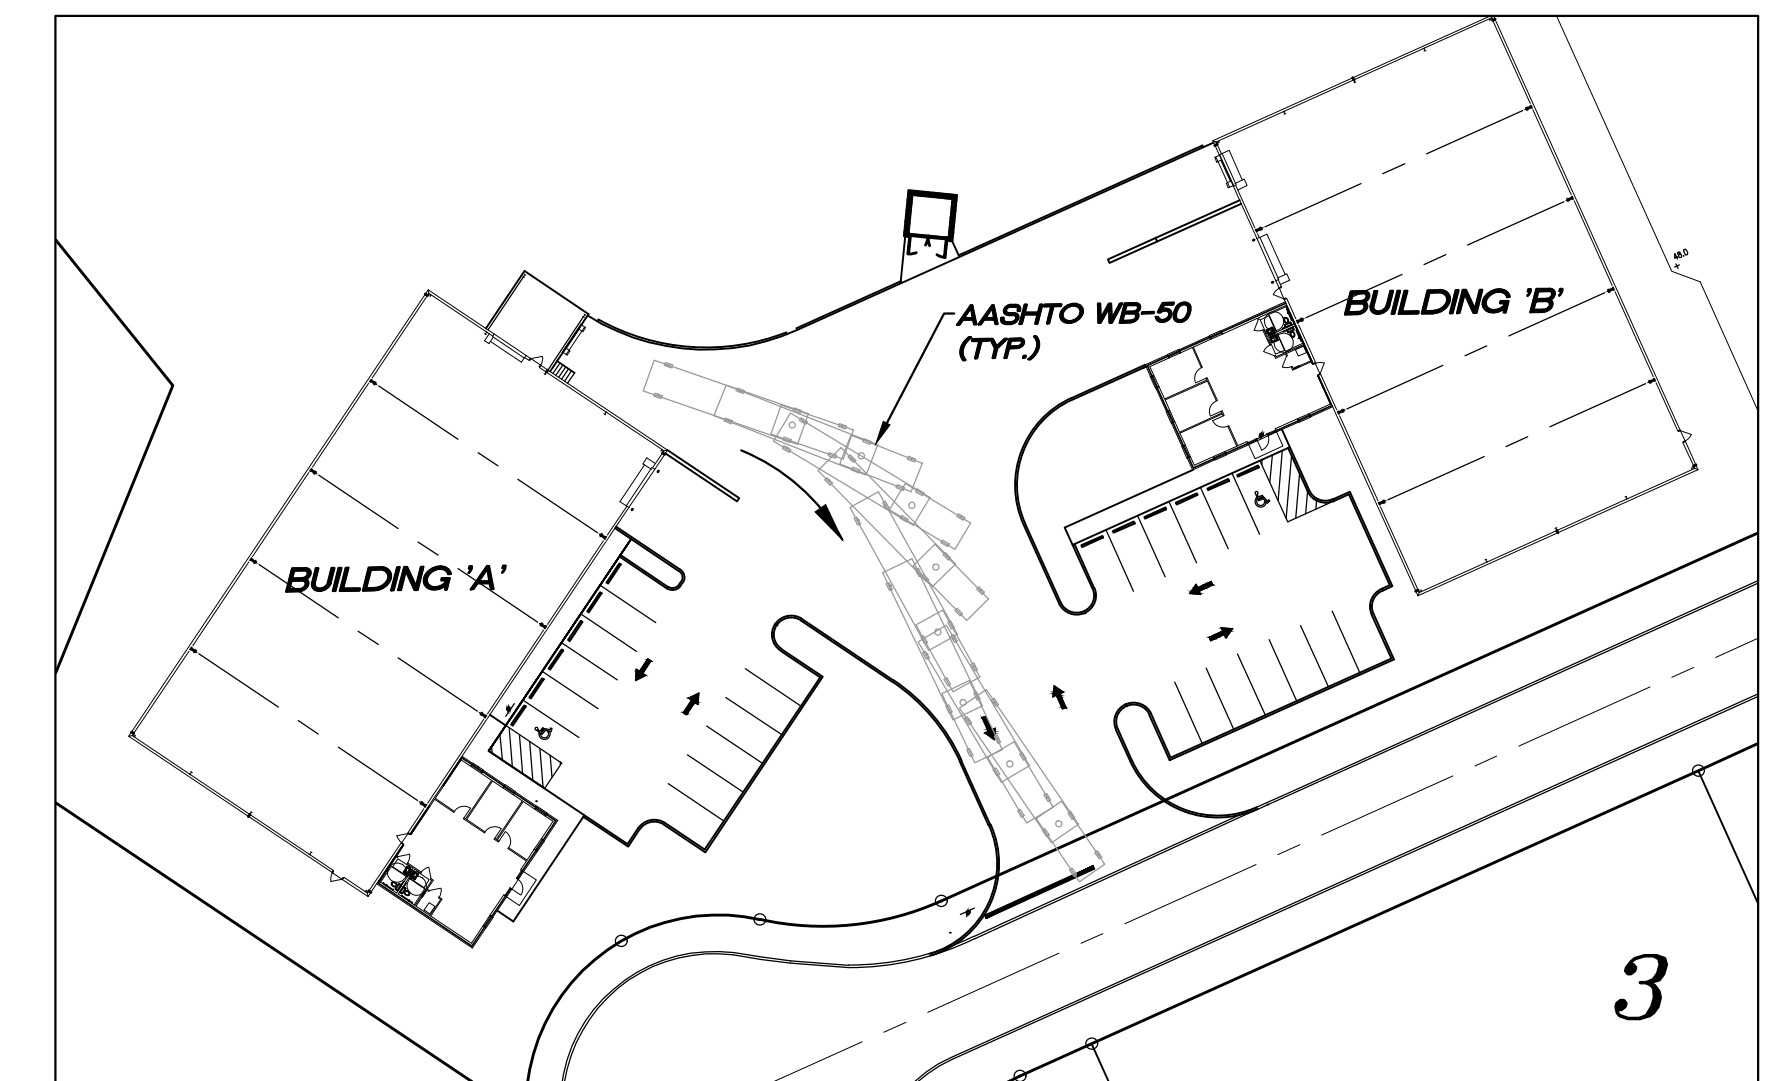 48.0
BUILDING 'B'
AASHTO WB-50
(TYP.)
BUILDING 'A'
3